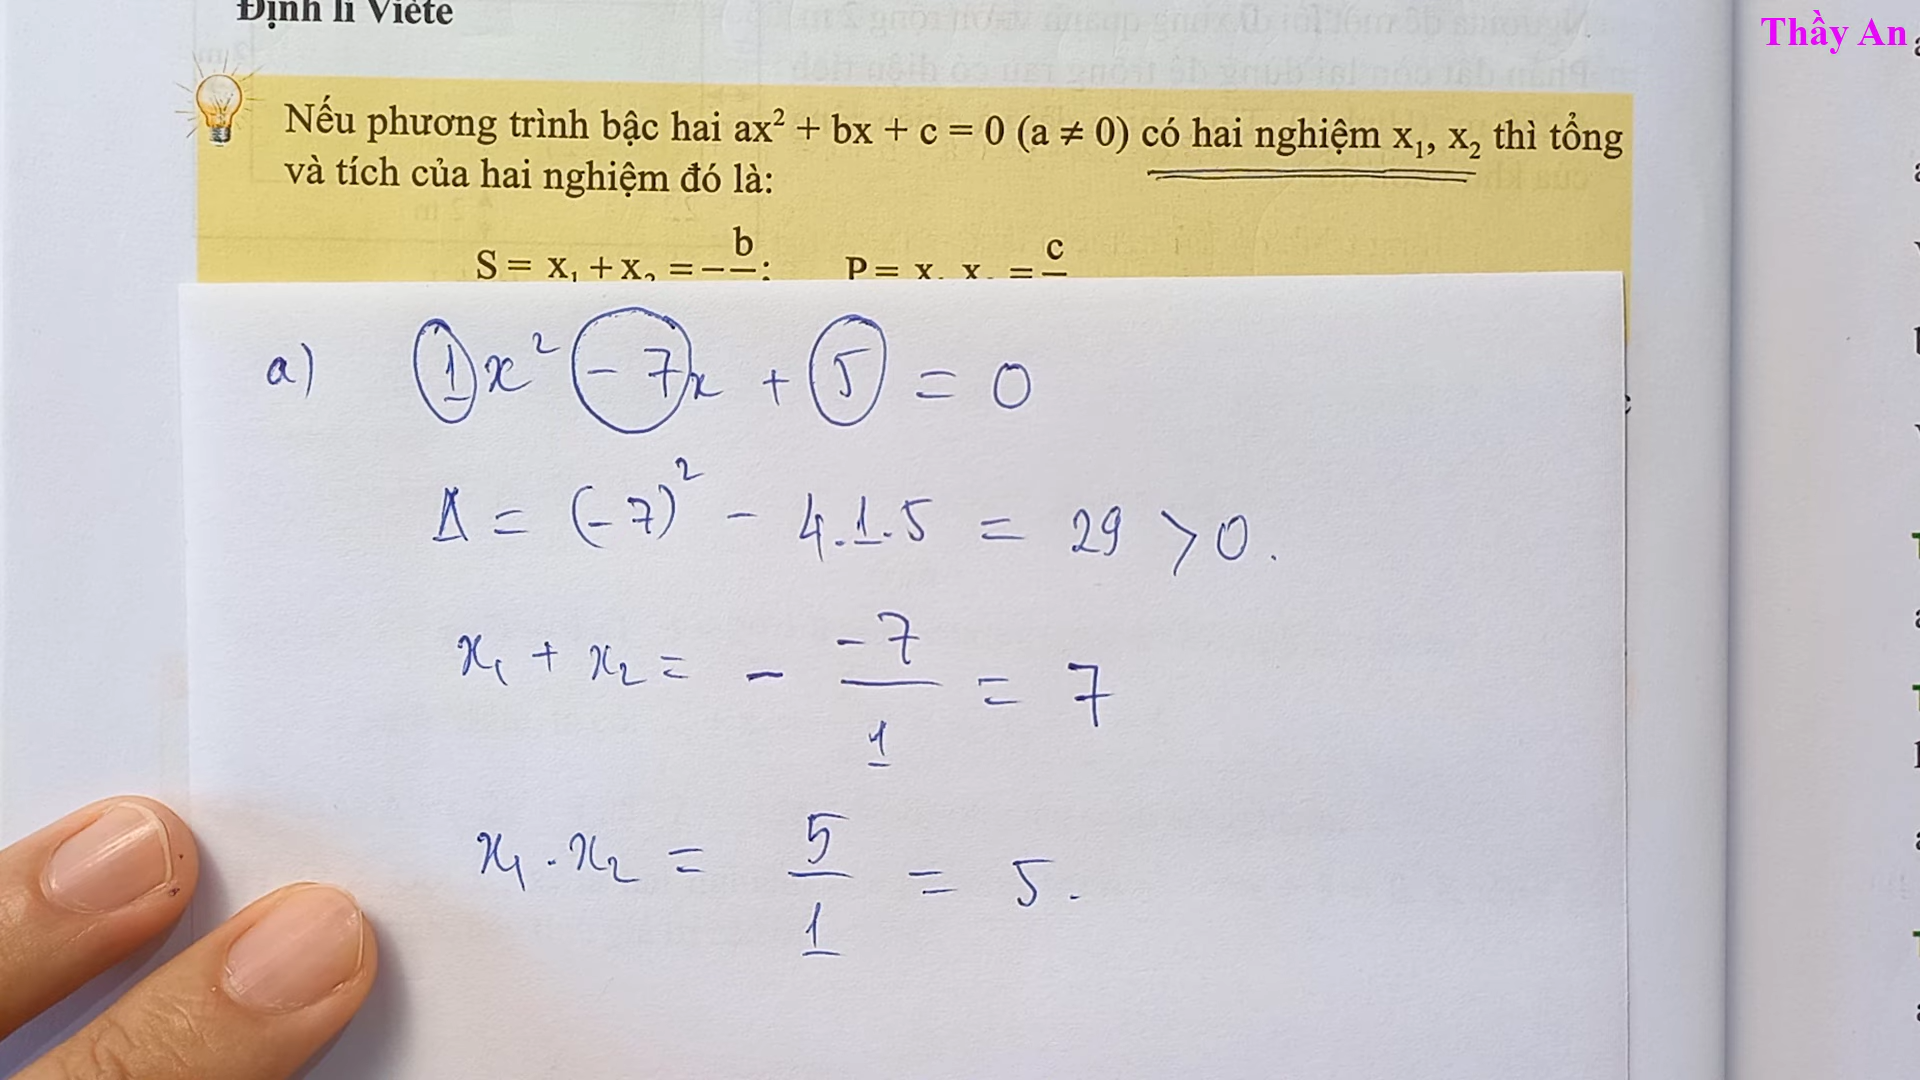 Định lí Viète
Thầy An
Nếu phương trình bậc hai ax² + bx + c = 0 (a ≠ 0) có hai nghiệm x₁, x₂ thì tổng
và tích của hai nghiệm đó là:
S = x₁ + x₂ = −b/ ; P = x. x. = c/
a) 1x² − 7x + 5 = 0
Δ = (−7)² − 4.1.5 = 29 > 0.
x₁ + x₂ = − −7/1 = 7
x₁ . x₂ = 5/1 = 5.